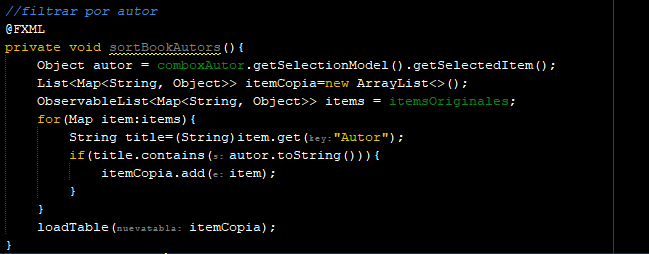 //filtrar por autor
@FXML
private void sortBookAutors(){
    Object autor = comboxAutor.getSelectionModel().getSelectedItem();
    List<Map<String, Object>> itemCopia=new ArrayList<>();
    ObservableList<Map<String, Object>> items = itemsOriginales;
    for(Map item:items){
        String title=(String)item.get(key:"Autor");
        if(title.contains(s:autor.toString())){
            itemCopia.add(e:item);
        }
    }
    loadTable(nuevatabla:itemCopia);
}